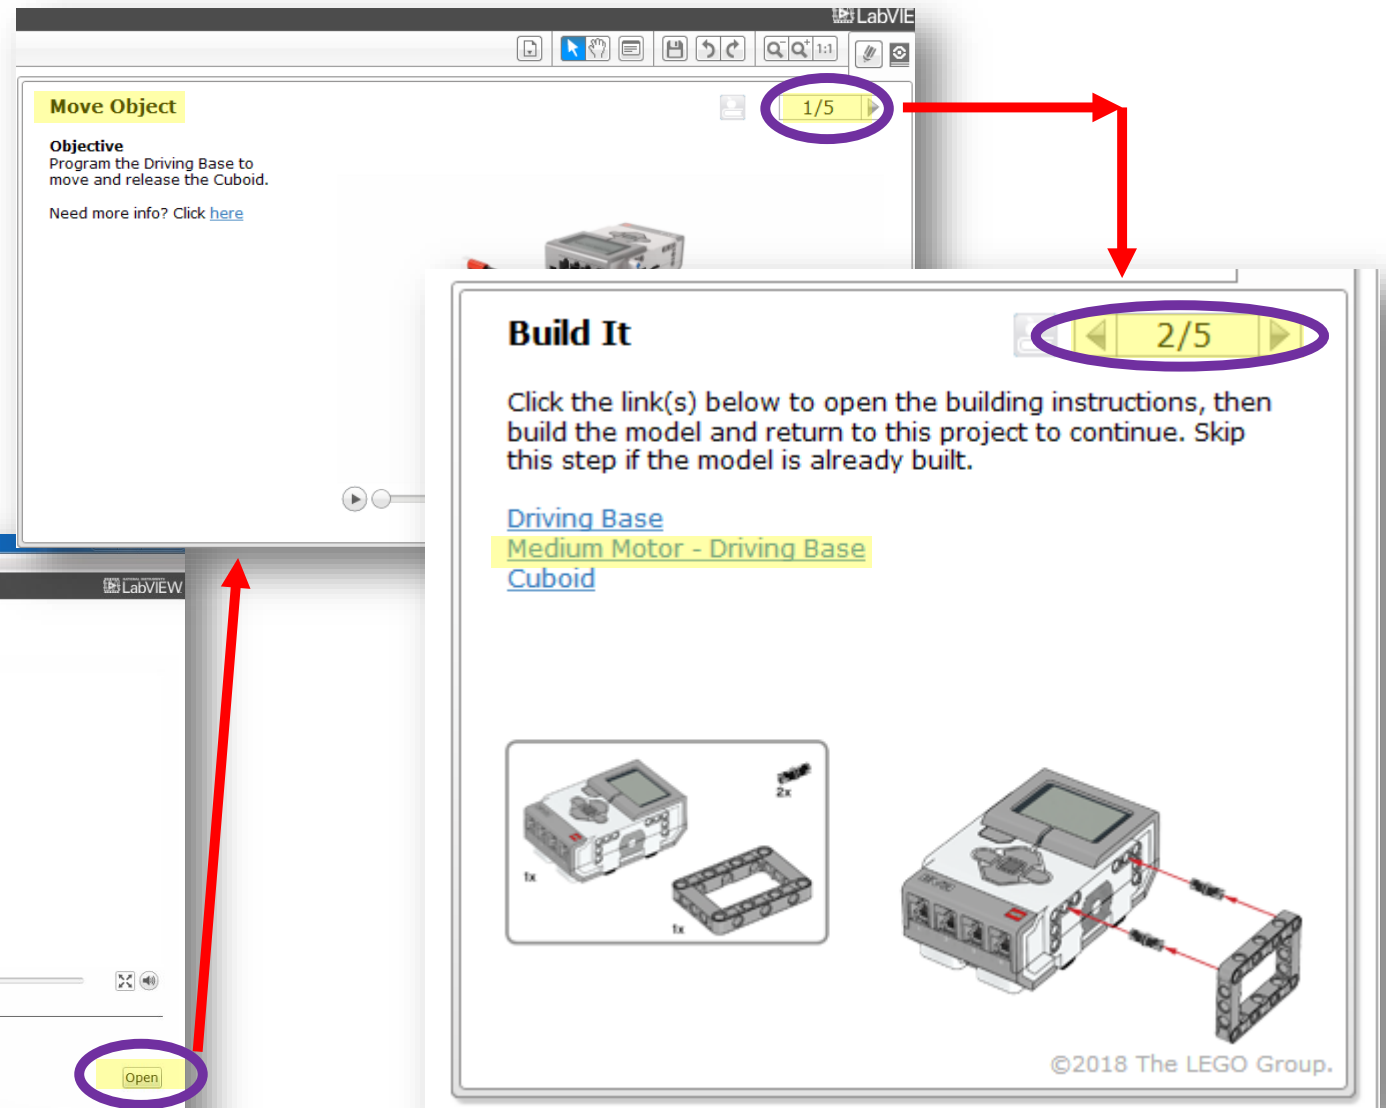 LabVIE
1:1
Move Object
1/5
Objective
Program the Driving Base to
move and release the Cuboid.
Need more info? Click here
Build It
2/5
Click the link(s) below to open the building instructions, then
build the model and return to this project to continue. Skip
this step if the model is already built.
Driving Base
Medium Motor - Driving Base
Cuboid
2x
1x
1x
©2018 The LEGO Group.
LabVIEW
Open